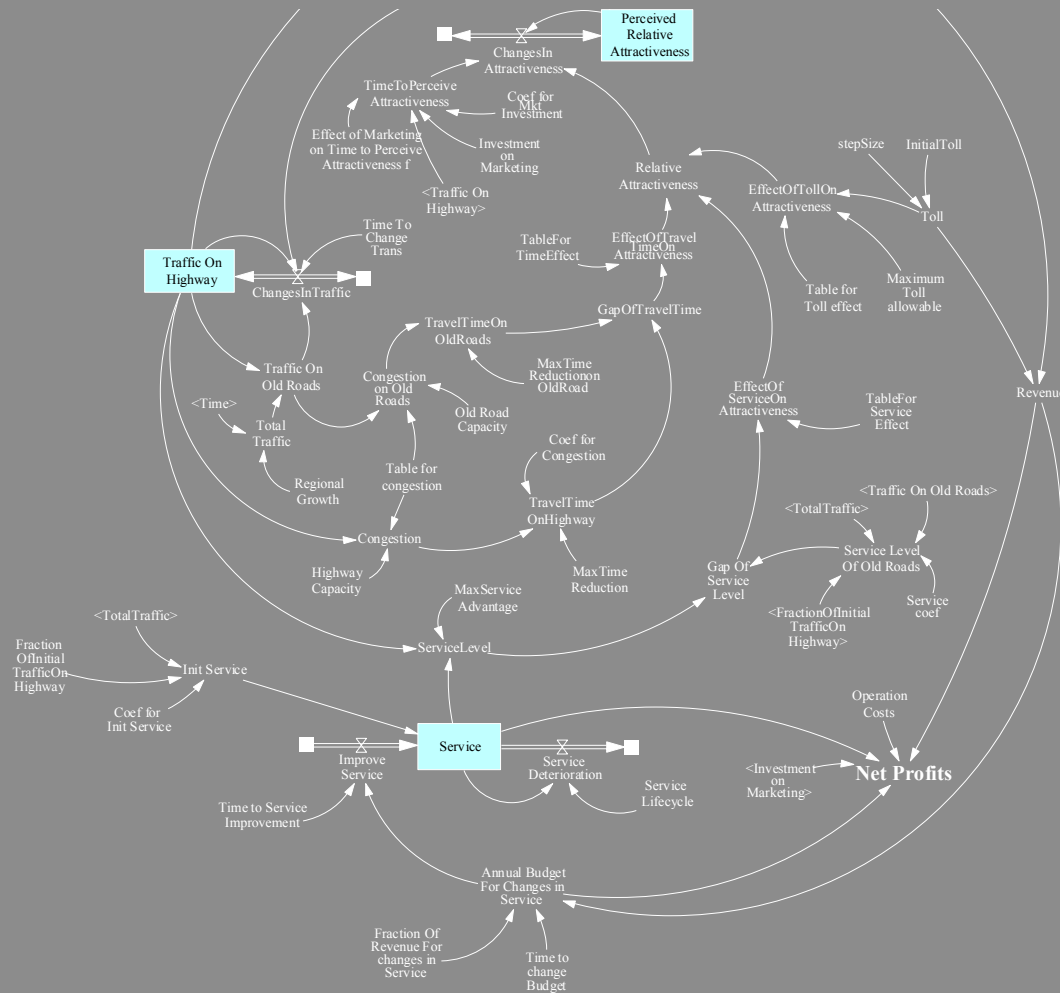 Perceived
Relative
Attractiveness
ChangesIn
Attractiveness
TimeToPerceive
Attractiveness
Coef for
Mkt
Investment
Effect of Marketing
on Time to Perceive
Attractiveness f
Investment
on
Marketing
<Traffic On
Highway>
stepSize
InitialToll
Relative
Attractiveness
EffectOfTollOn
Attractiveness
Toll
Time To
Change
Trans
TableFor
TimeEffect
EffectOfTravel
TimeOn
Attractiveness
Traffic On
Highway
ChangesInTraffic
Table for
Toll effect
Maximum
Toll
allowable
GapOfTravelTime
TravelTimeOn
OldRoads
MaxTime
Reductionon
OldRoad
Traffic On
Old Roads
Congestion
on Old
Roads
<Time>
Total
Traffic
Old Road
Capacity
EffectOf
ServiceOn
Attractiveness
TableFor
Service
Effect
Revenue
Regional
Growth
Table for
congestion
Coef for
Congestion
TravelTime
OnHighway
<Traffic On Old Roads>
<TotalTraffic>
Congestion
Highway
Capacity
MaxTime
Reduction
Gap Of
Service
Level
Service Level
Of Old Roads
<FractionOfInitial
TrafficOn
Highway>
Service
coef
MaxService
Advantage
ServiceLevel
<TotalTraffic>
Fraction
OfInitial
TrafficOn
Highway
Init Service
Coef for
Init Service
Operation
Costs
Service
Improve
Service
Service
Deterioration
<Investment
on
Marketing>
Net Profits
Time to Service
Improvement
Service
Lifecycle
Annual Budget
For Changes in
Service
Fraction Of
Revenue For
changes in
Service
Time to
change
Budget